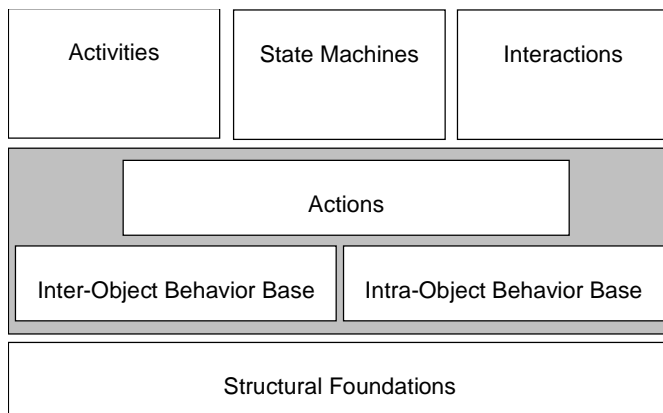 Activities
State Machines
Interactions
Actions
Inter-Object Behavior Base
Intra-Object Behavior Base
Structural Foundations